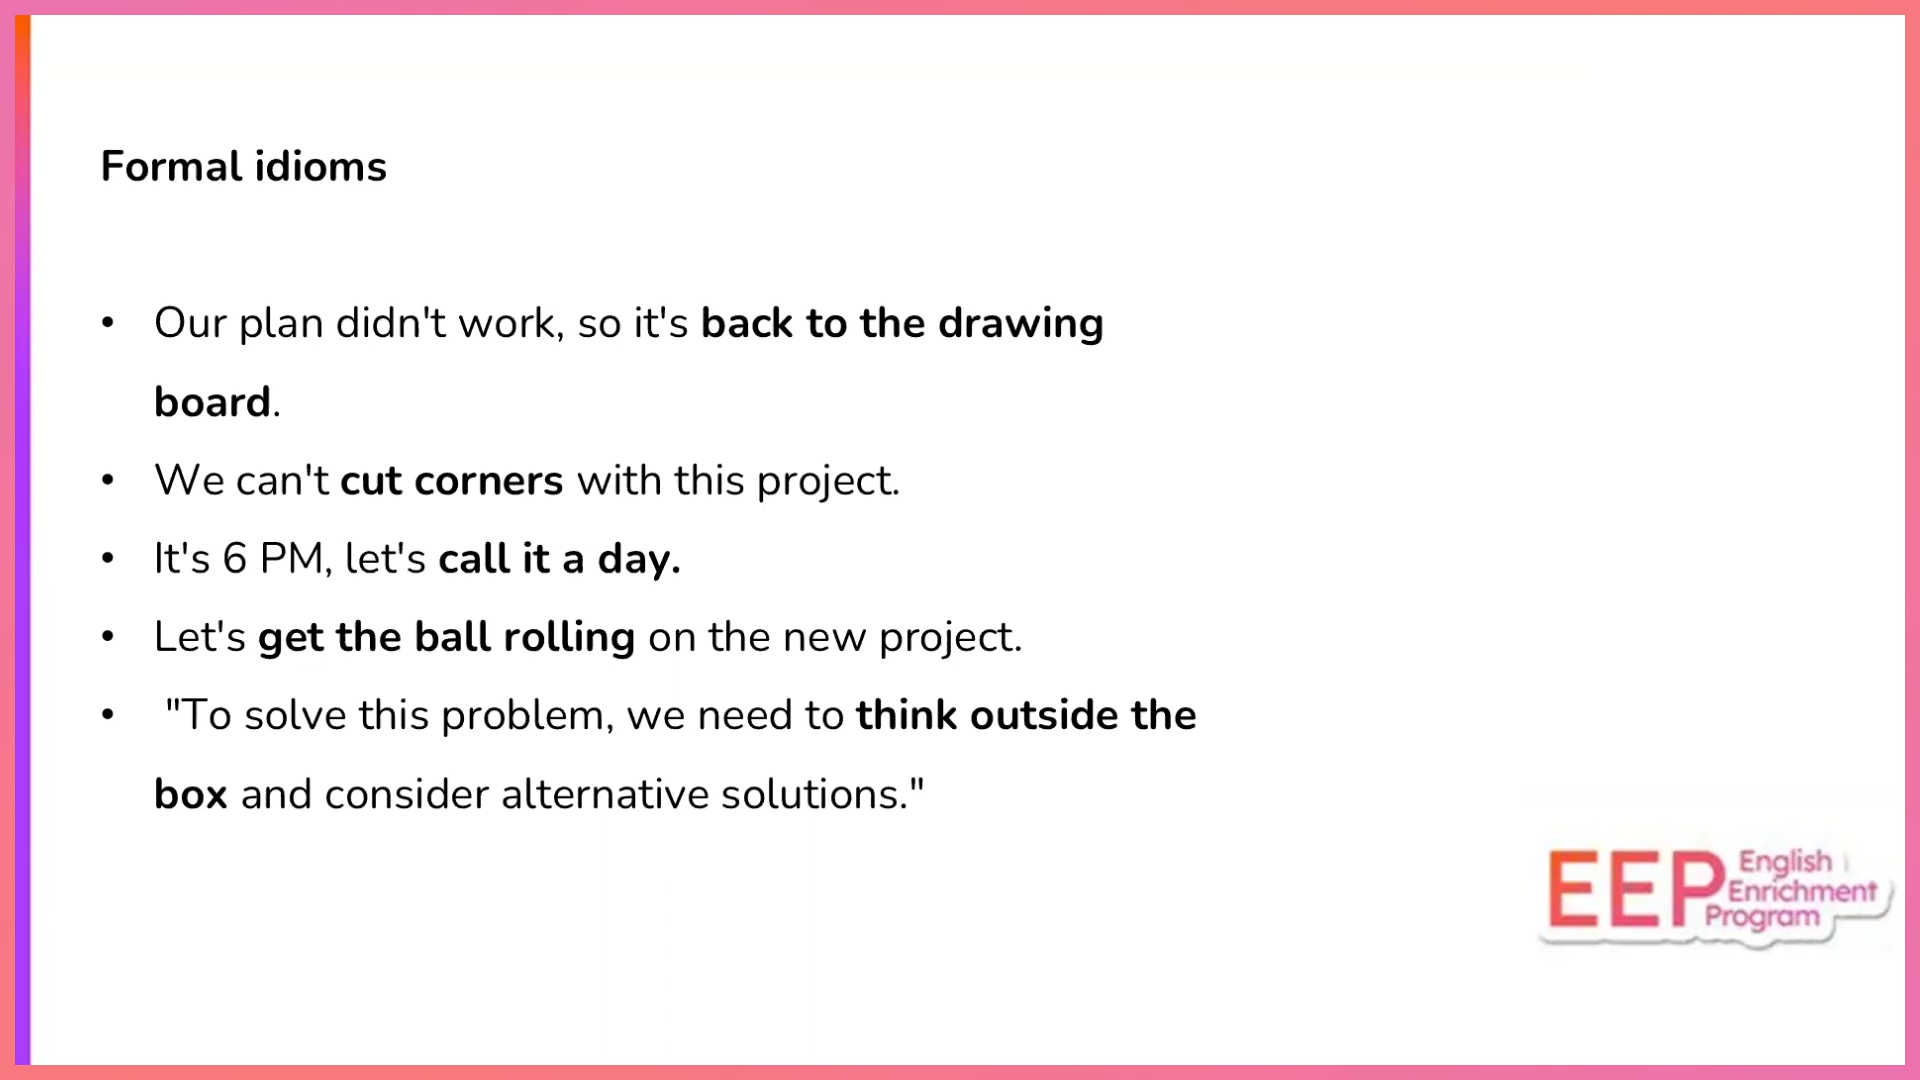 Formal idioms
• Our plan didn't work, so it's back to the drawing
board.
• We can't cut corners with this project.
• It's 6 PM, let's call it a day.
• Let's get the ball rolling on the new project.
• "To solve this problem, we need to think outside the
box and consider alternative solutions."
EEP English
Enrichment
Program